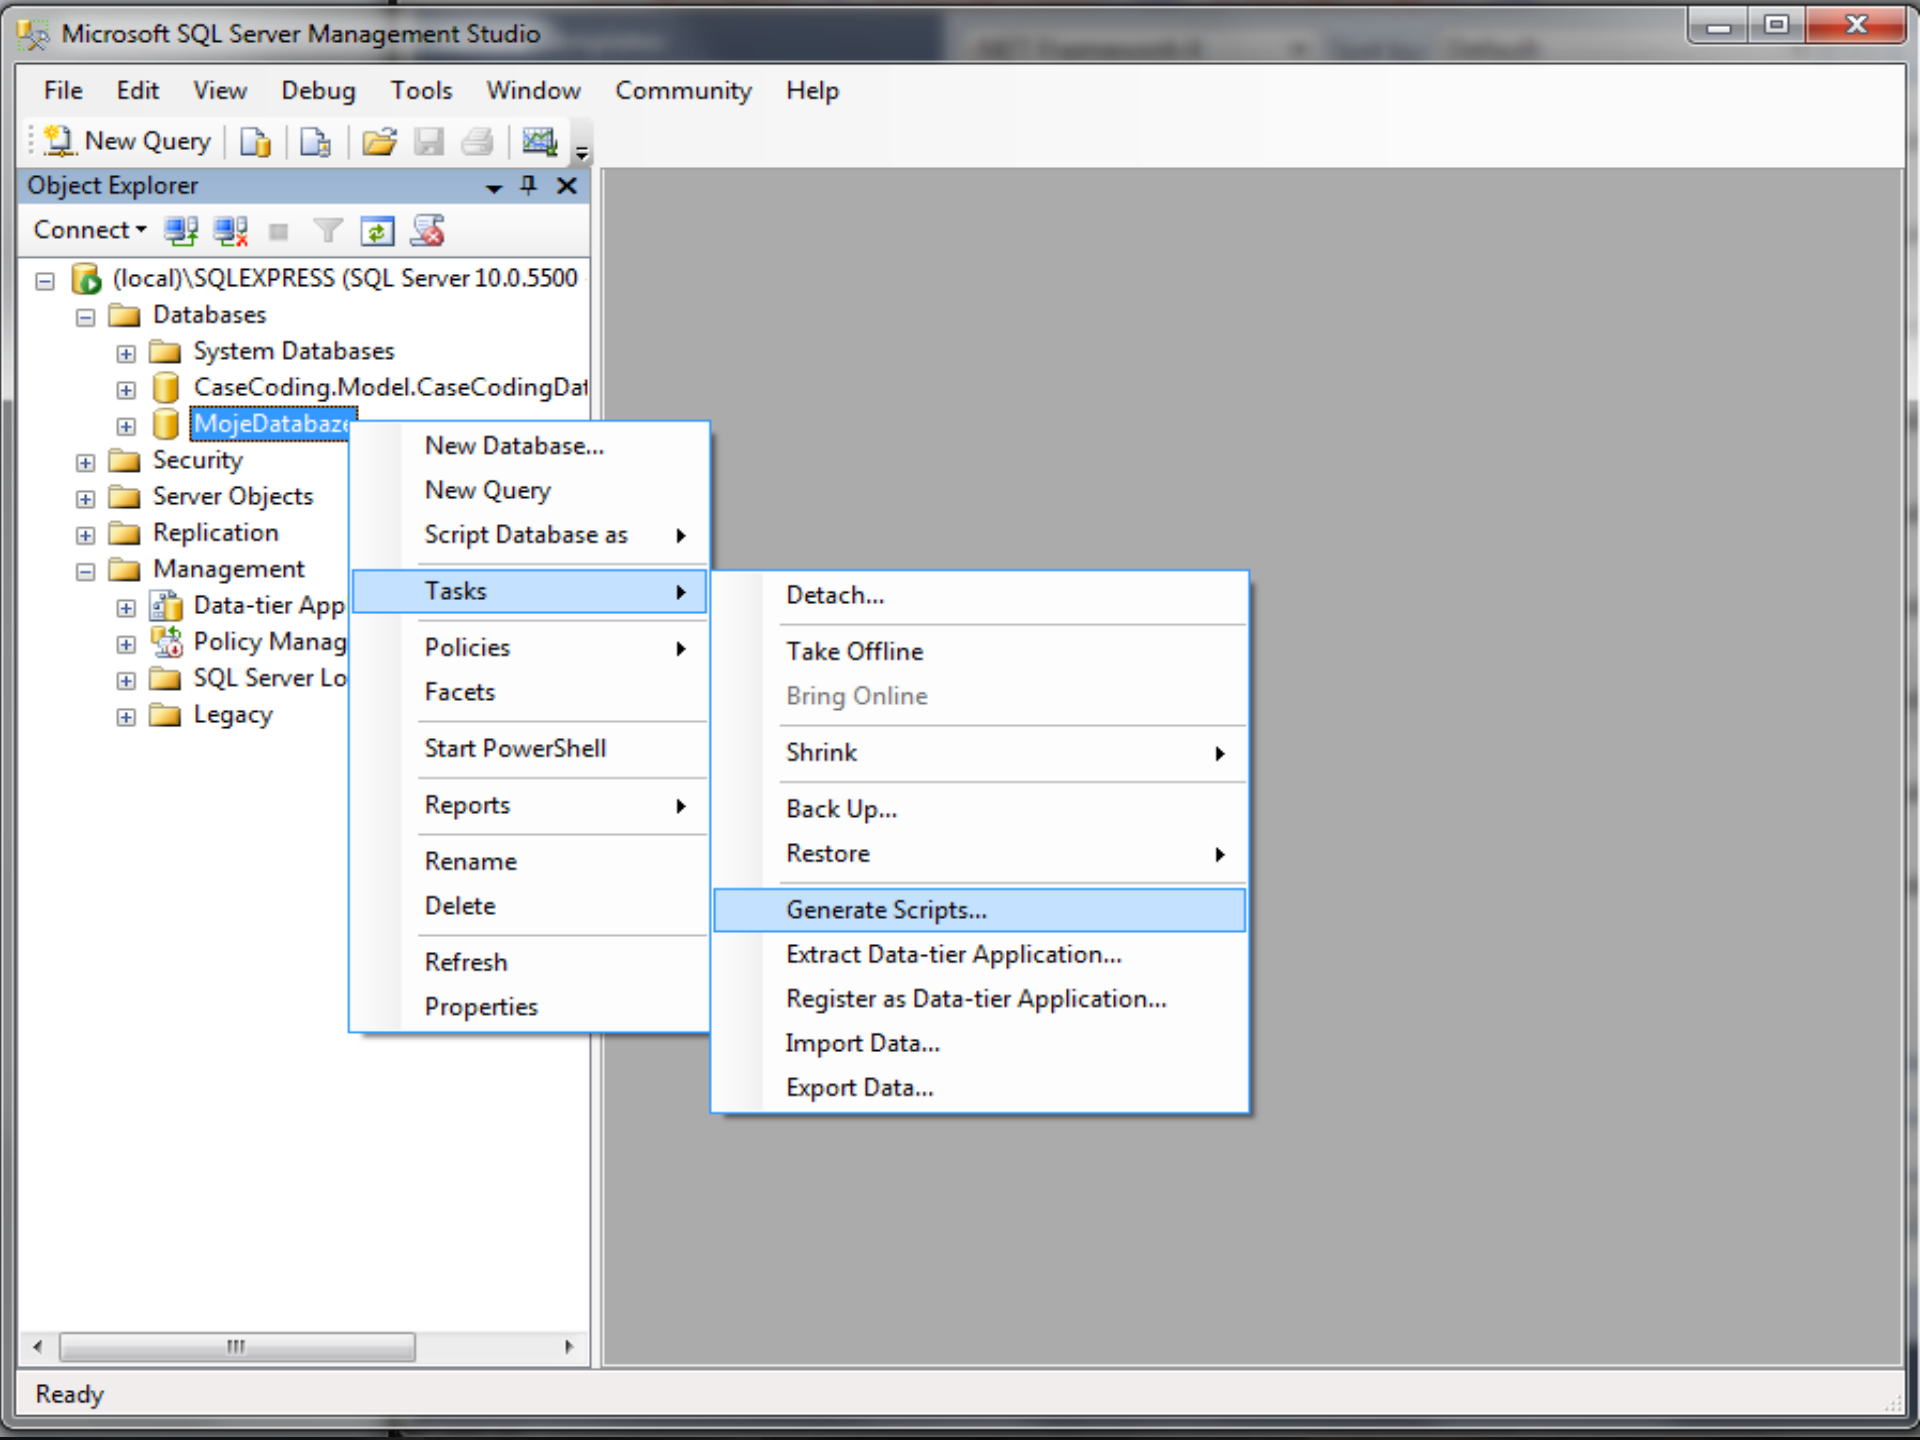 Microsoft SQL Server Management Studio
File Edit View Debug Tools Window Community Help
New Query
Object Explorer
Connect
(local)\SQLEXPRESS (SQL Server 10.0.5500
Databases
System Databases
CaseCoding.Model.CaseCodingDat
MojeDatabaze
Security
Server Objects
Replication
Management
Data-tier App
Policy Manag
SQL Server Lo
Legacy
New Database...
New Query
Script Database as
Tasks
Policies
Facets
Start PowerShell
Reports
Rename
Delete
Refresh
Properties
Detach...
Take Offline
Bring Online
Shrink
Back Up...
Restore
Generate Scripts...
Extract Data-tier Application...
Register as Data-tier Application...
Import Data...
Export Data...
Ready